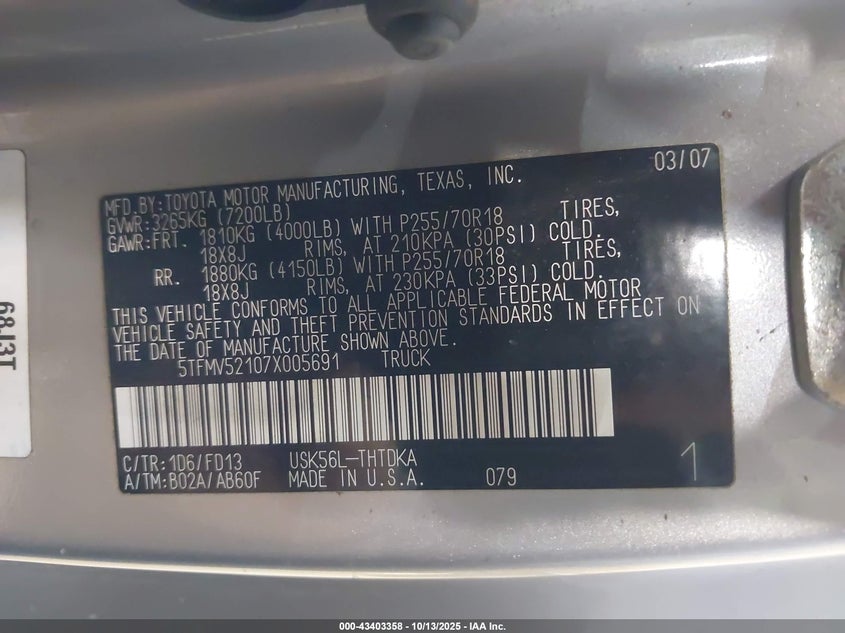 03/07
MFD.BY:TOYOTA MOTOR MANUFACTURING, TEXAS, INC.
GVWR:3265KG (7200LB)
GAWR:FRT. 1810KG (4000LB) WITH P255/70R18 TIRES,
18X8J RIMS, AT 210KPA (30PSI) COLD.
RR. 1880KG (4150LB) WITH P255/70R18 TIRES,
18X8J RIMS, AT 230KPA (33PSI) COLD.
THIS VEHICLE CONFORMS TO ALL APPLICABLE FEDERAL MOTOR
VEHICLE SAFETY AND THEFT PREVENTION STANDARDS IN EFFECT ON
THE DATE OF MANUFACTURE SHOWN ABOVE.
5TFMV52107X005691 TRUCK
C/TR:1D6/FD13 USK56L-THTDKA
A/TM:B02A/AB60F MADE IN U.S.A. 079
1
000-43403358 - 10/13/2025 - IAA Inc.